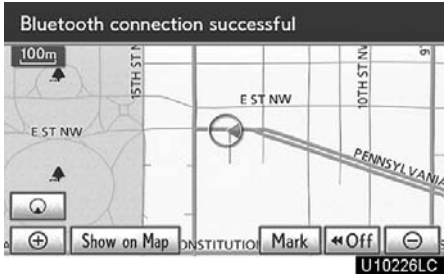 Bluetooth connection successful
100m
15TH ST N
10TH ST N
E ST NW
E ST NW
PENNSYLVANIA
Show on Map
NSTITUTIO
Mark
Off
U10226LC